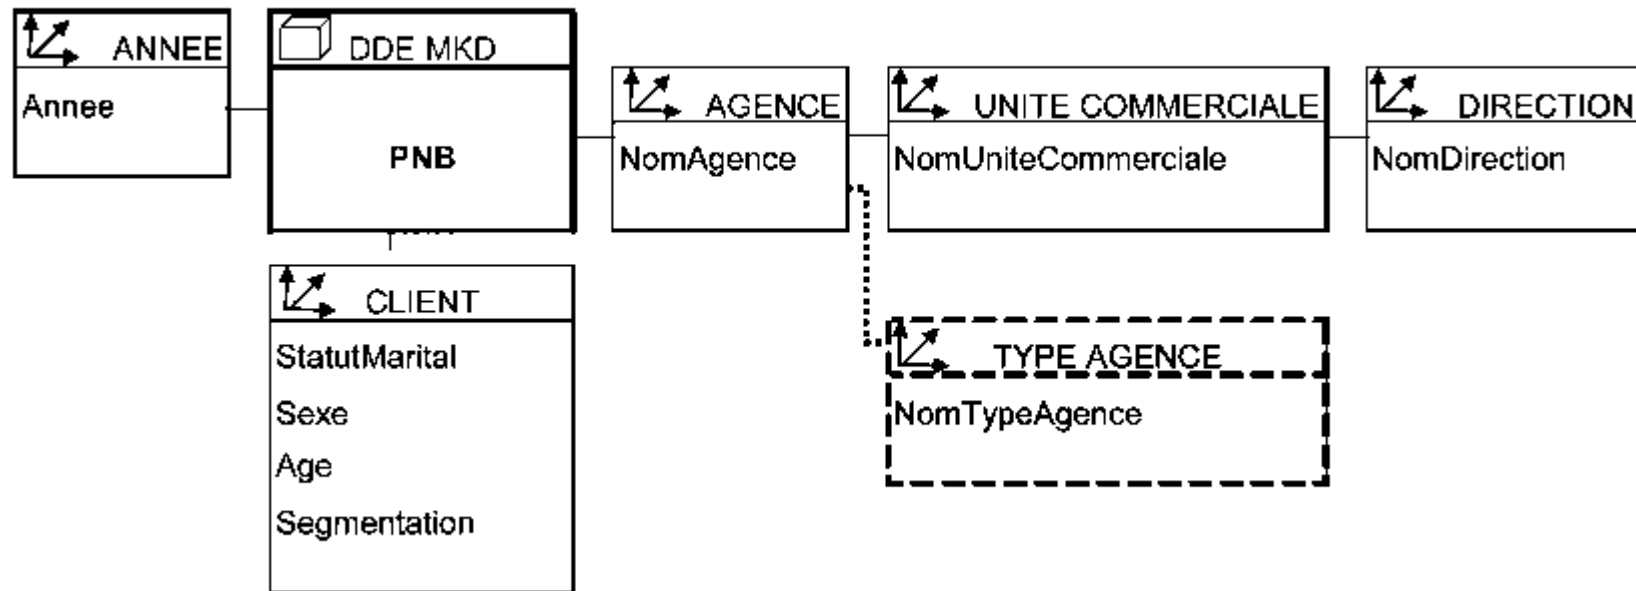 ANNEE
Annee
DDE MKD
PNB
AGENCE
NomAgence
UNITE COMMERCIALE
NomUniteCommerciale
DIRECTION
NomDirection
CLIENT
StatutMarital
Sexe
Age
Segmentation
TYPE AGENCE
NomTypeAgence